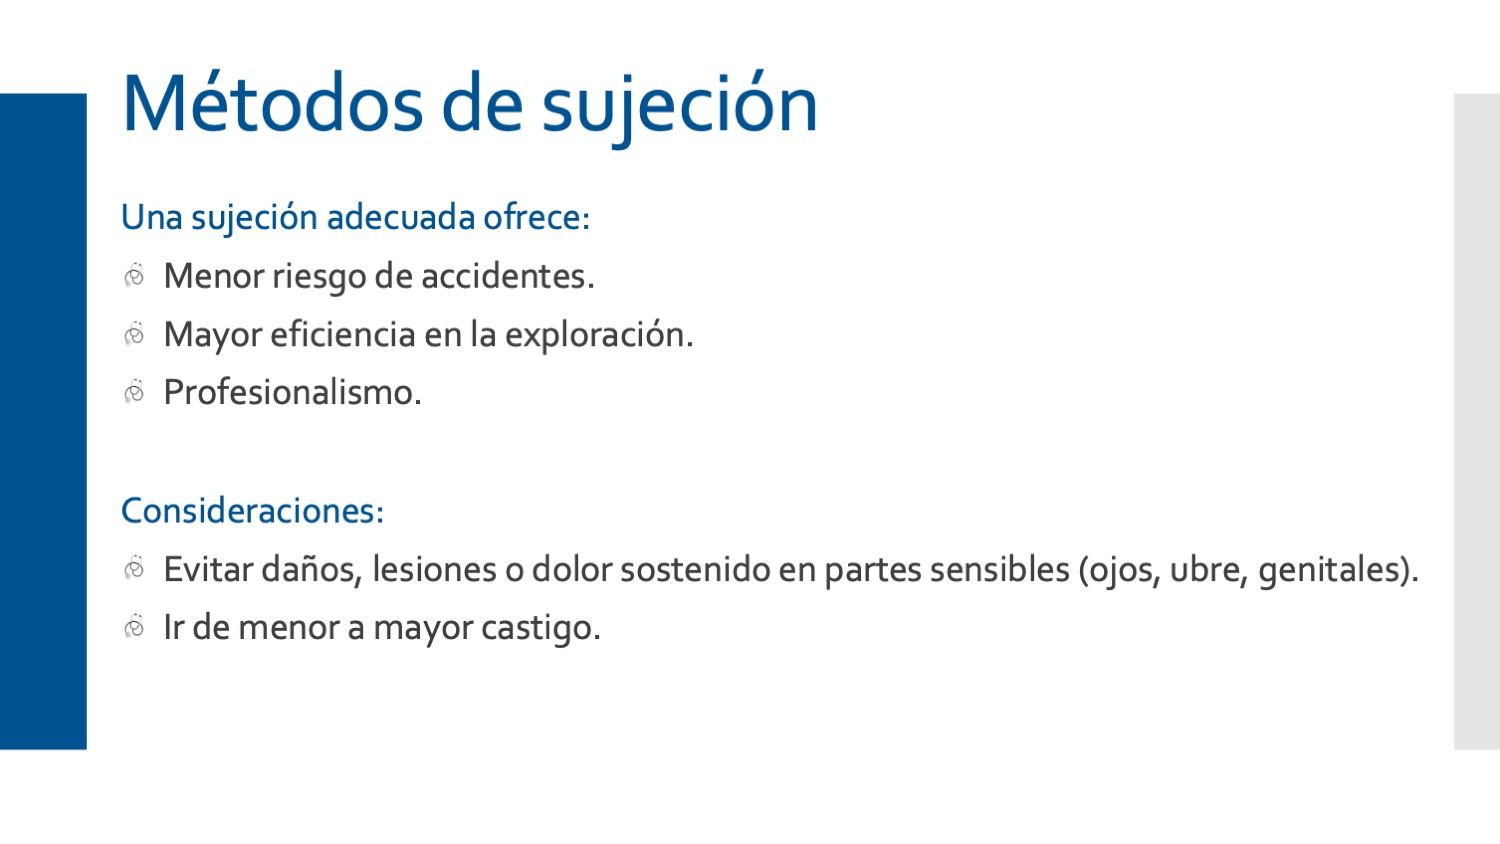 Métodos de sujeción
Una sujeción adecuada ofrece:
Menor riesgo de accidentes.
Mayor eficiencia en la exploración.
Profesionalismo.
Consideraciones:
Evitar daños, lesiones o dolor sostenido en partes sensibles (ojos, ubre, genitales).
Ir de menor a mayor castigo.